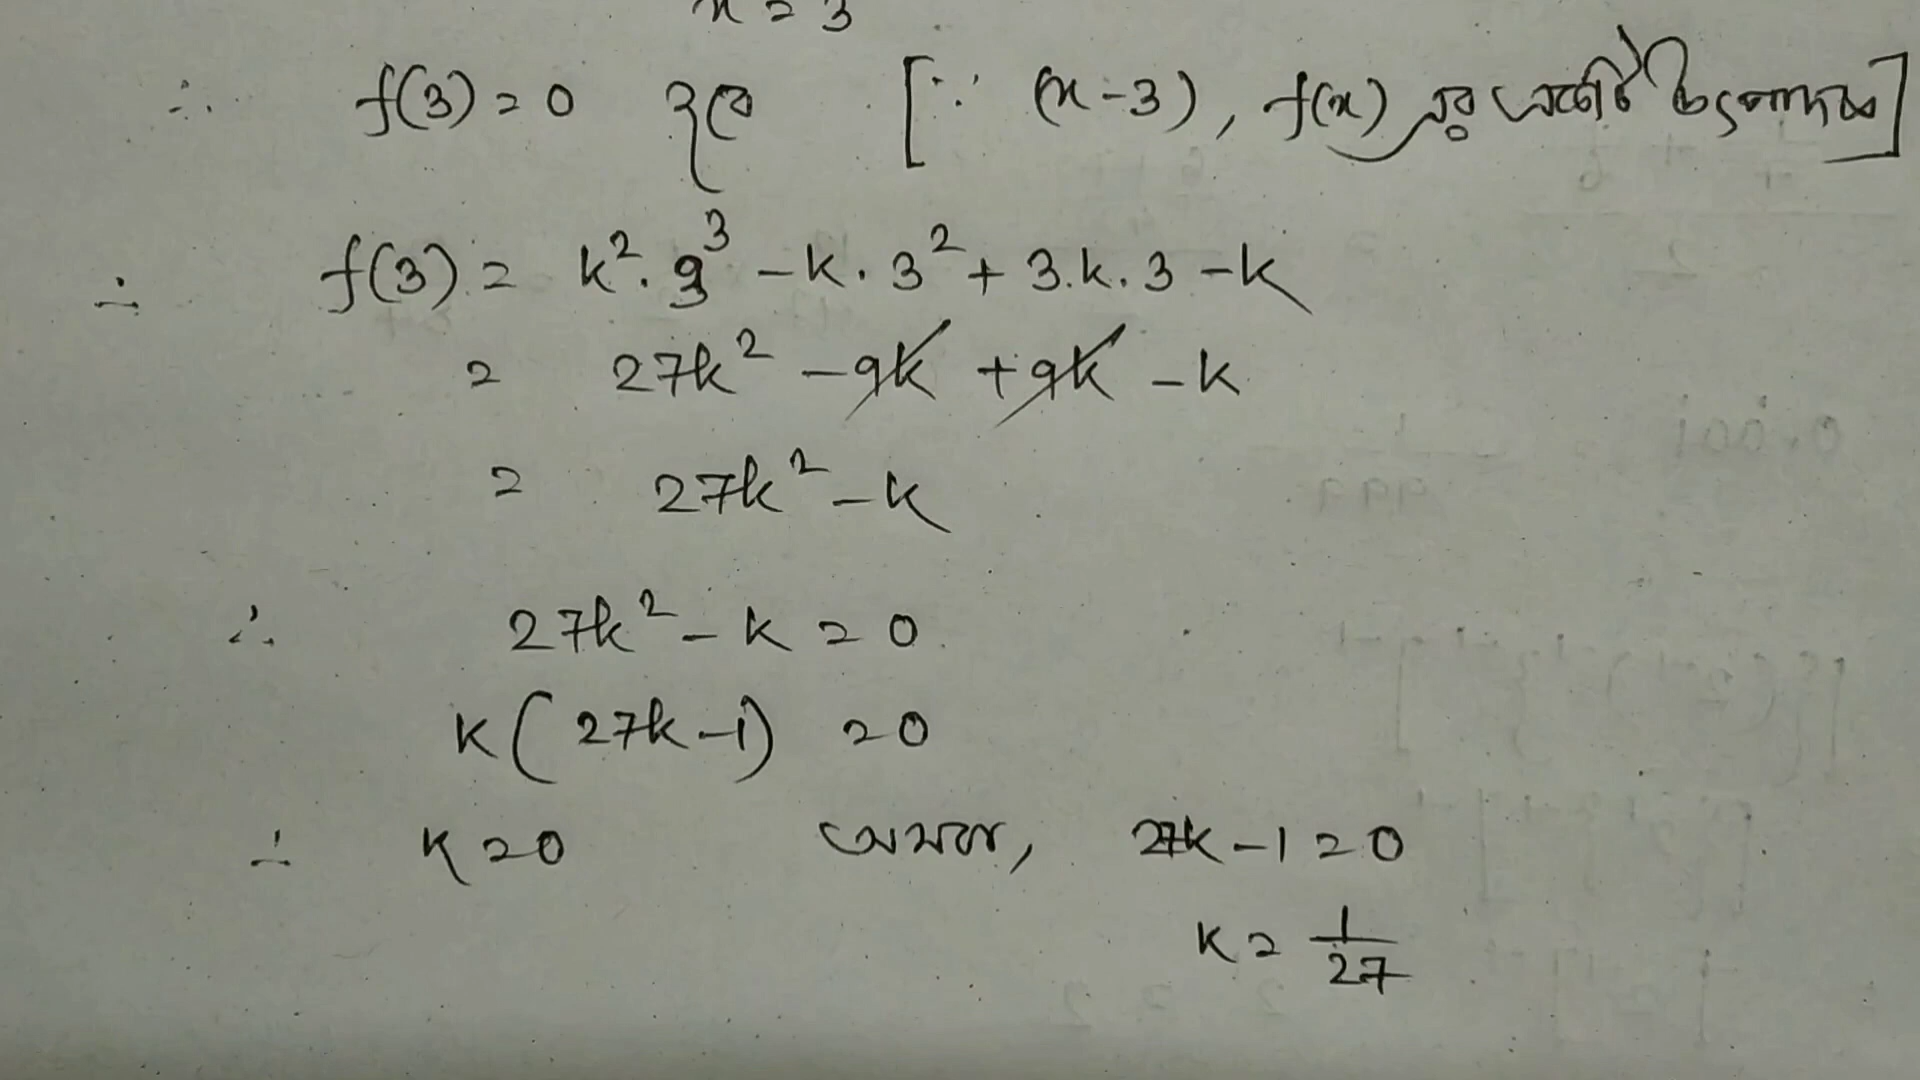 x = 3
∴ f(3) = 0 হবে [∵ (x-3), f(x) এর একটি উৎপাদক]
∴ f(3) = k². 3³ - k. 3² + 3.k. 3 - k
= 27k² - 9k + 9k - k
= 27k² - k
∴ 27k² - k = 0
k(27k-1) = 0
∴ k = 0 অথবা, 27k - 1 = 0
k = 1/27